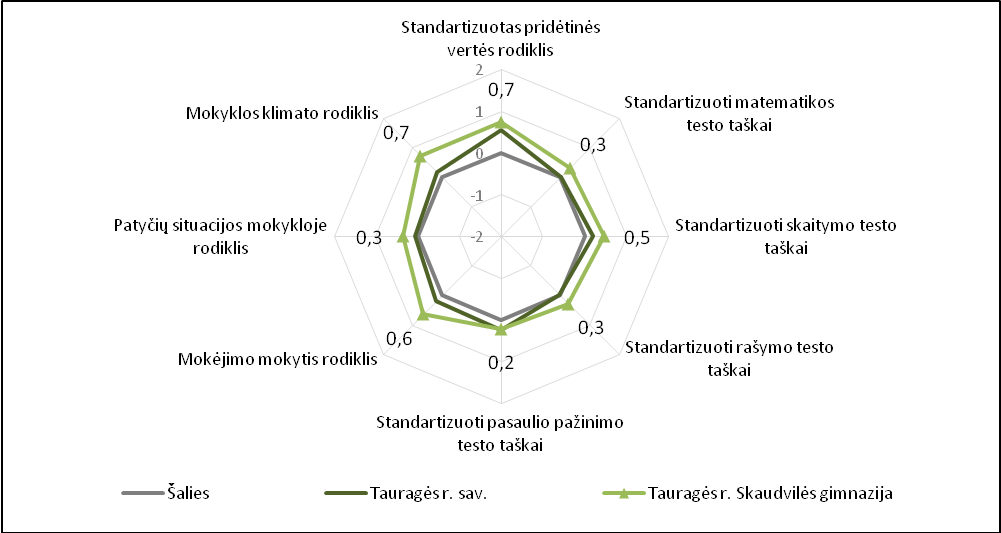 Standartizuotas pridėtinės
vertės rodiklis
2
0,7
Mokyklos klimato rodiklis
Standartizuoti matematikos
testo taškai
0,7
1
0,3
0
-1
Patyčių situacijos mokykloje
rodiklis
0,3
-2
0,5
Standartizuoti skaitymo testo
taškai
0,6
0,3
Mokėjimo mokytis rodiklis
Standartizuoti rašymo testo
taškai
0,2
Standartizuoti pasaulio pažinimo
testo taškai
Šalies
Tauragės r. sav.
Tauragės r. Skaudvilės gimnazija